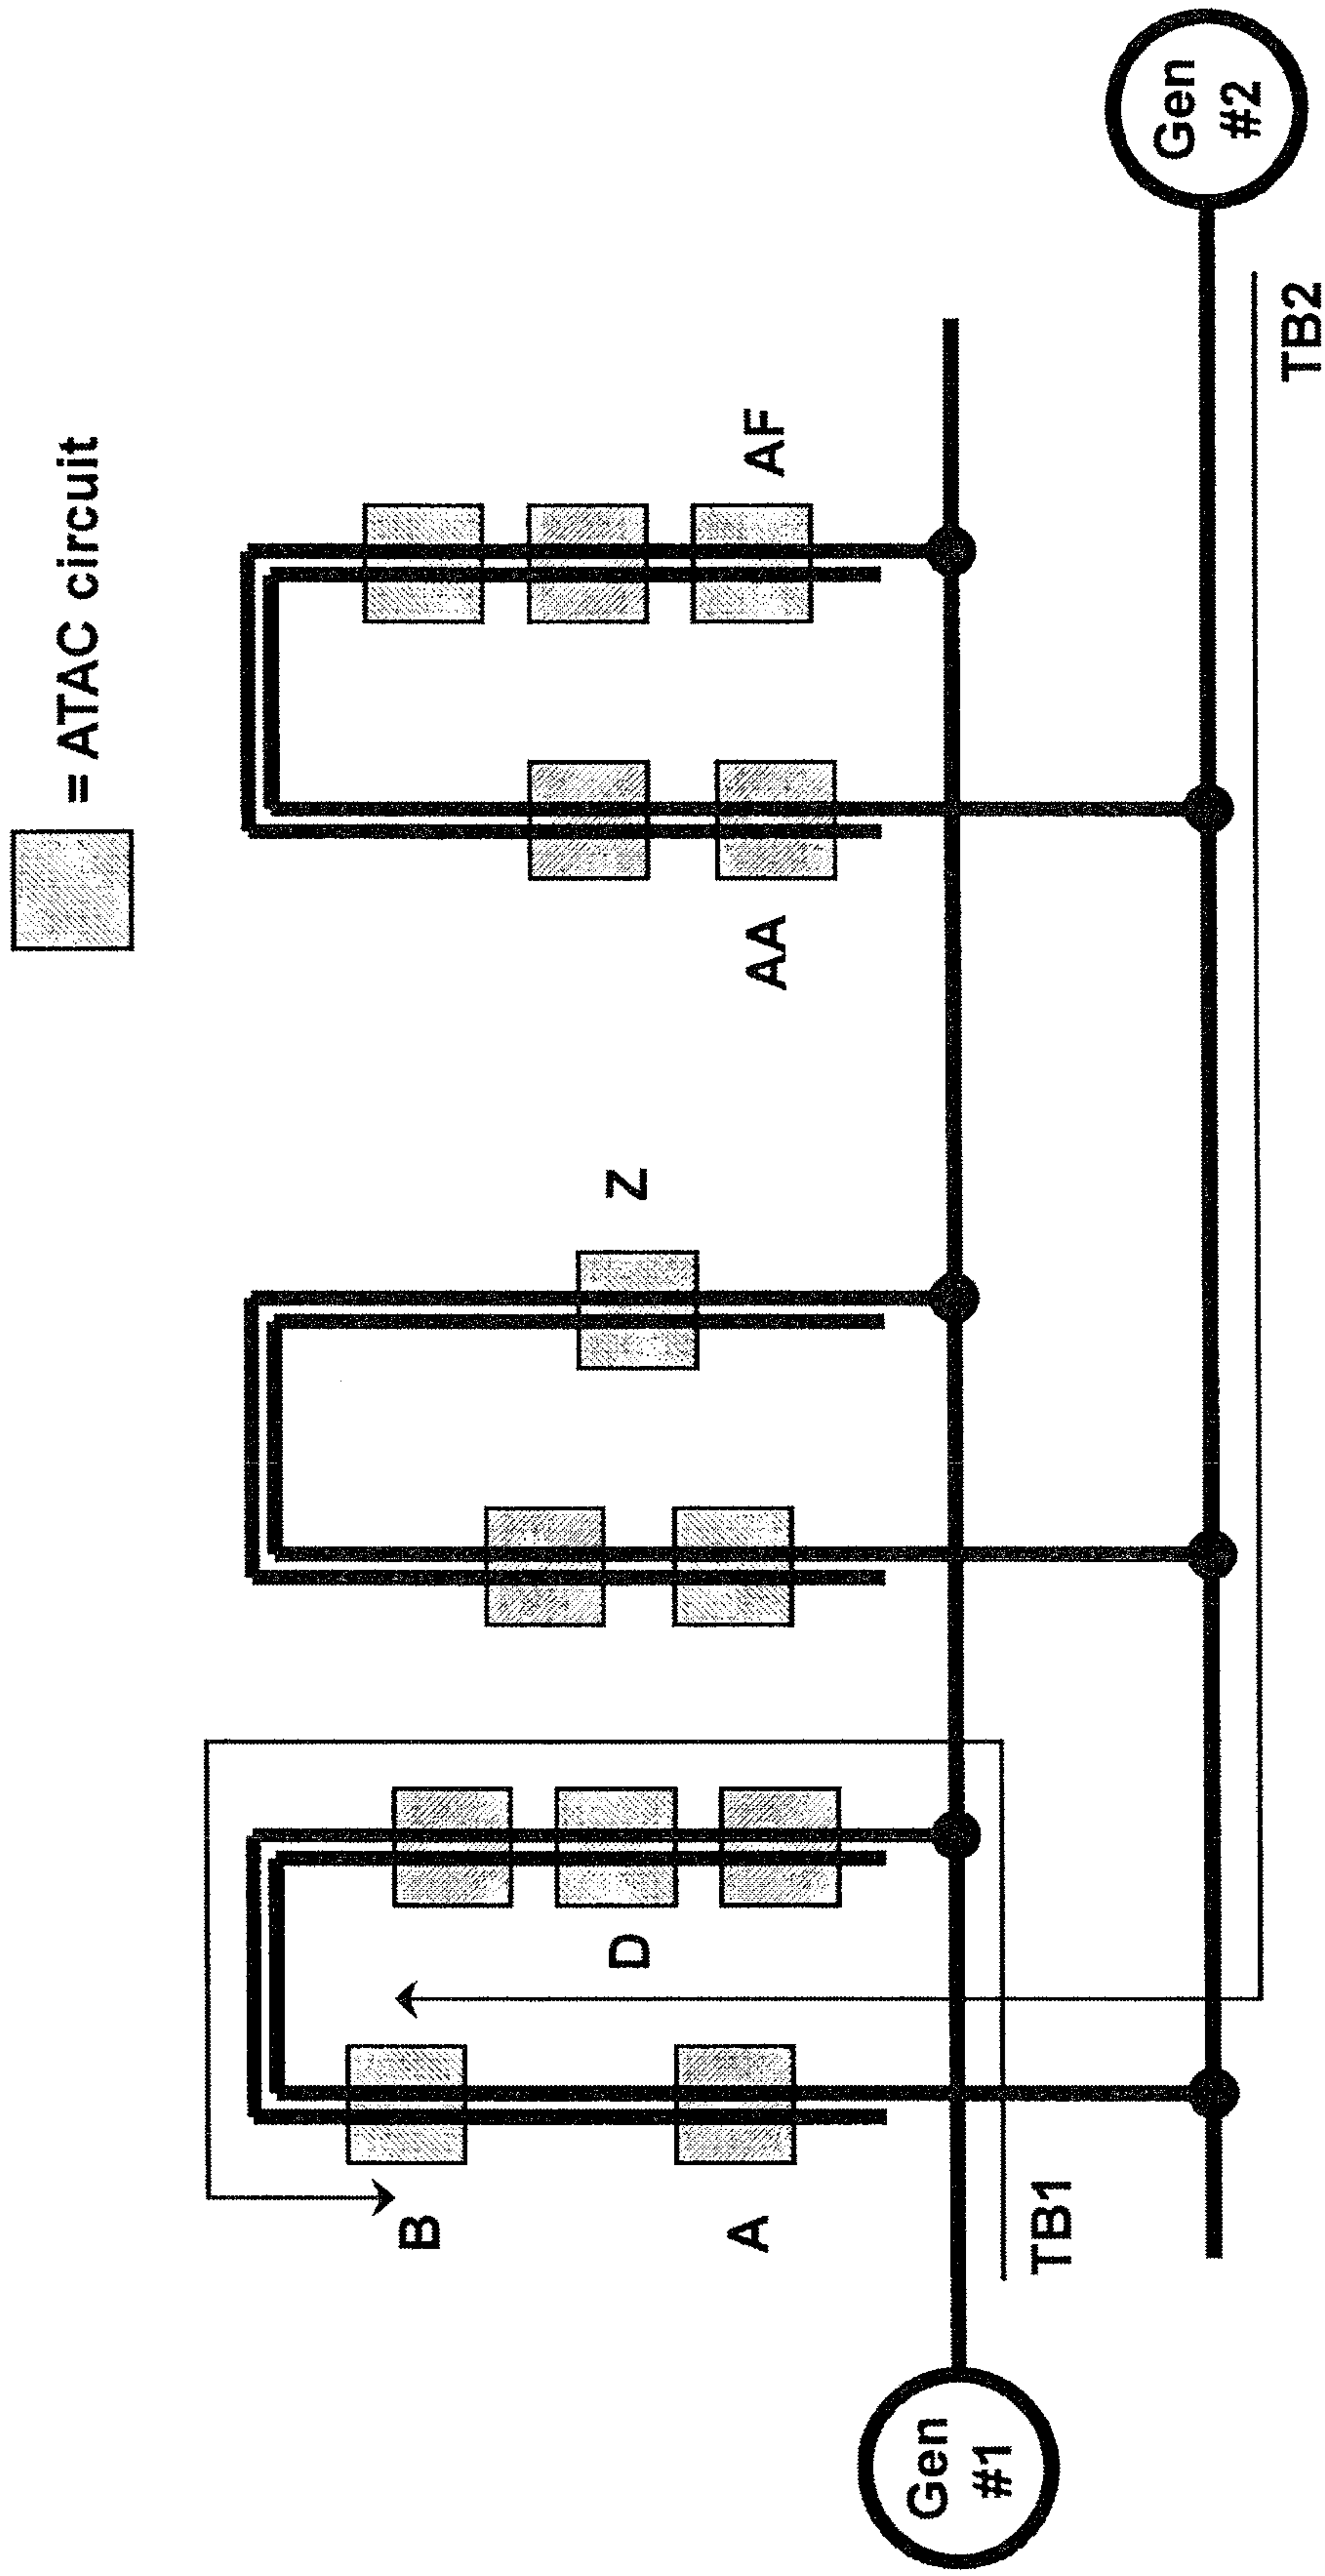 = ATAC circuit
B
D
Z
AA
AF
A
TB1
TB2
Gen
#1
Gen
#2